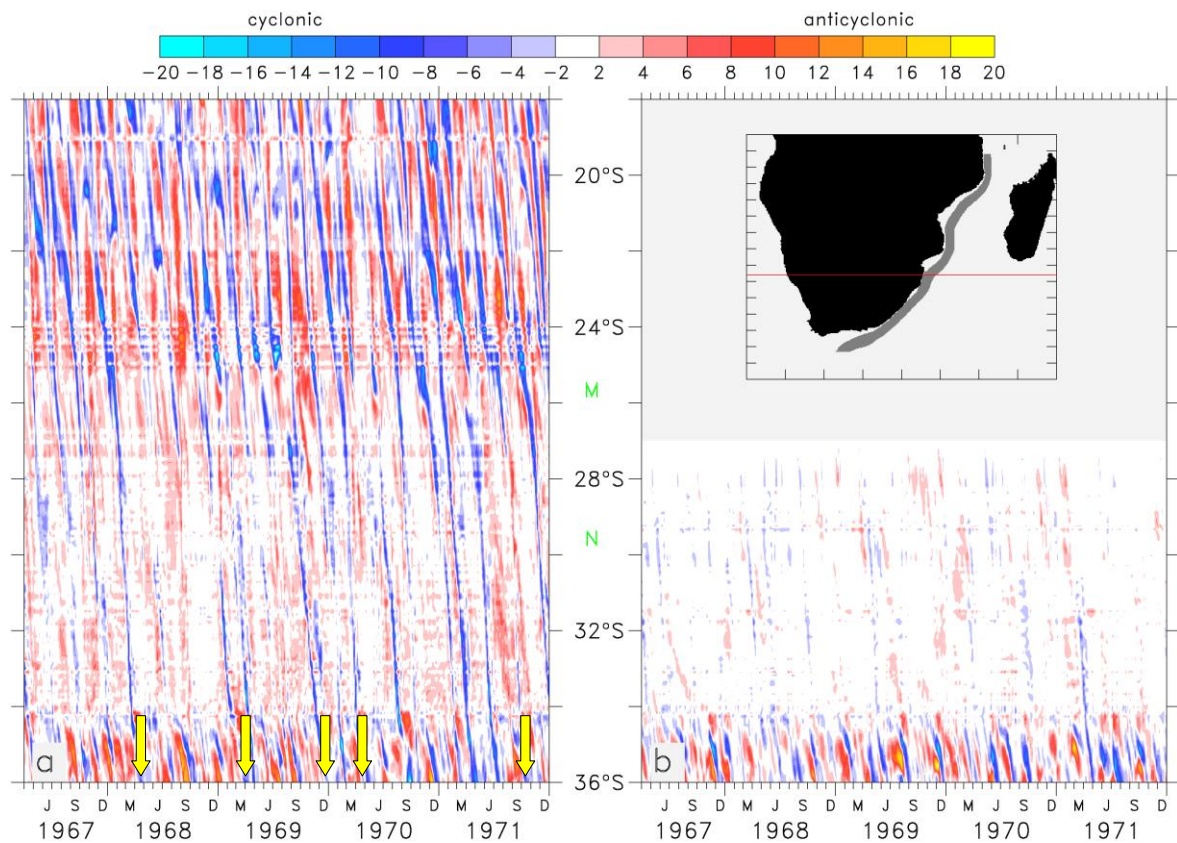 cyclonic anticyclonic
−20 −18 −16 −14 −12 −10 −8 −6 −4 −2 2 4 6 8 10 12 14 16 18 20
20°S
24°S
M
28°S
N
32°S
36°S
a
b
J S D M J S D M J S D M J S D M J S D
1967 1968 1969 1970 1971
J S D M J S D M J S D M J S D M J S D
1967 1968 1969 1970 1971